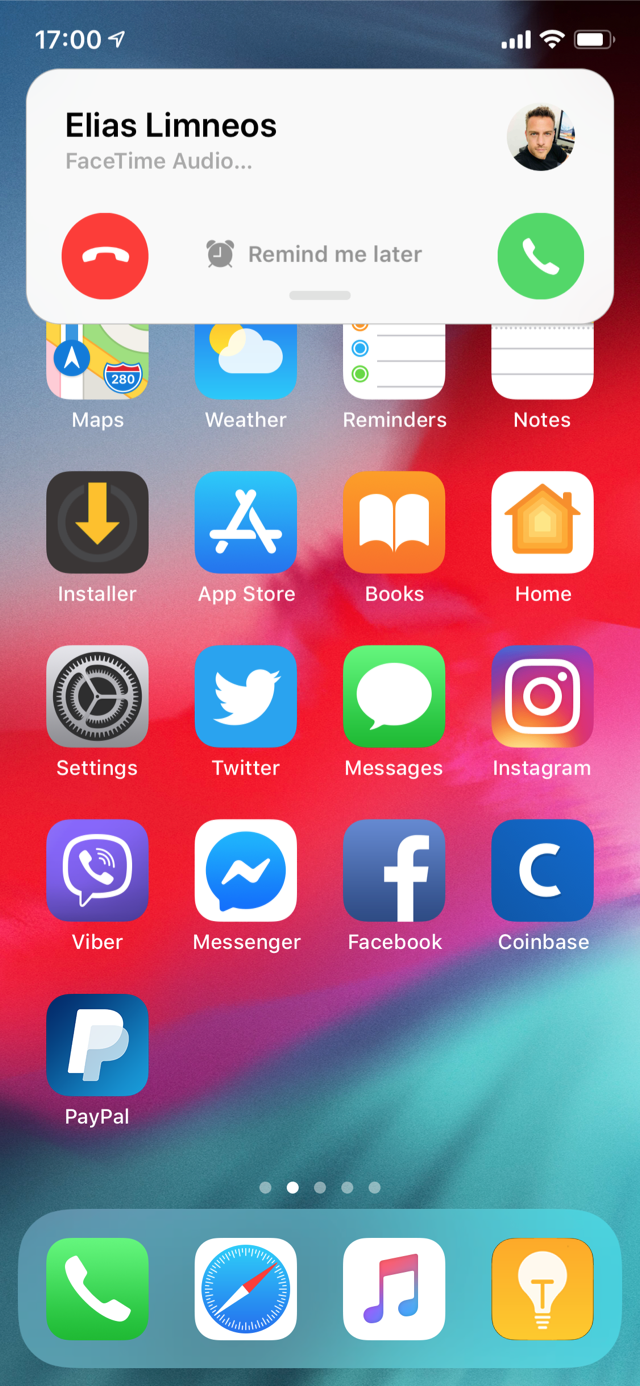 17:00
Elias Limneos
FaceTime Audio...
Remind me later
280
Maps Weather Reminders Notes
Installer App Store Books Home
Settings Twitter Messages Instagram
Viber Messenger Facebook Coinbase
PayPal